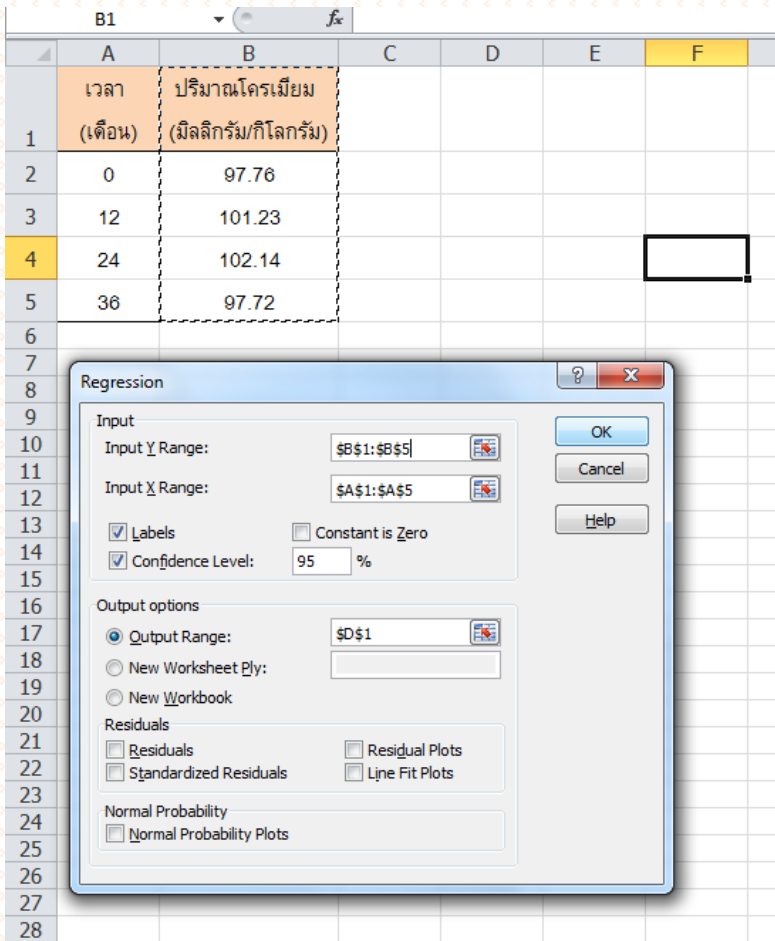 B1 fx
A B C D E F
1 เวลา (เดือน) ปริมาณโครเมียม (มิลลิกรัม/กิโลกรัม)
2 0 97.76
3 12 101.23
4 24 102.14
5 36 97.72
6
7
8
9
10
11
12
13
14
15
16
17
18
19
20
21
22
23
24
25
26
27
28
Regression
Input
Input Y Range: $B$1:$B$5
Input X Range: $A$1:$A$5
Labels Constant is Zero
Confidence Level: 95 %
OK
Cancel
Help
Output options
Output Range: $D$1
New Worksheet Ply:
New Workbook
Residuals
Residuals Residual Plots
Standardized Residuals Line Fit Plots
Normal Probability
Normal Probability Plots